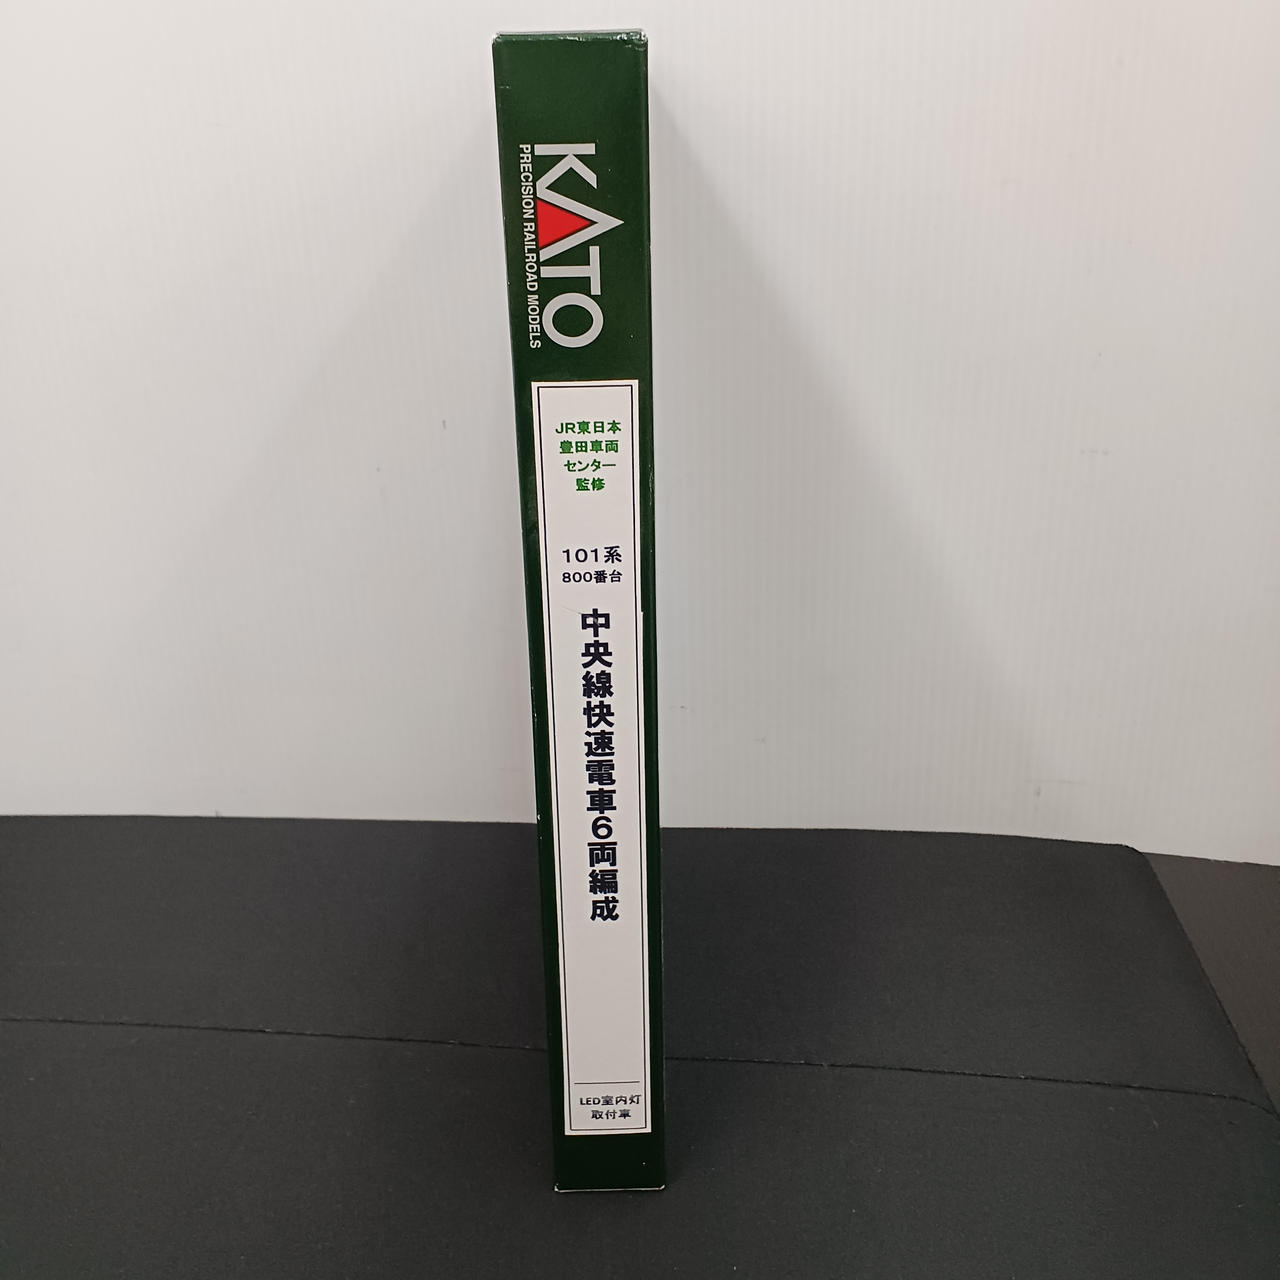 KATO
PRECISION RAILROAD MODELS
JR東日本
豊田車両
センター
監修
101系
800番台
中央線快速電車6両編成
LED室内灯
取付車